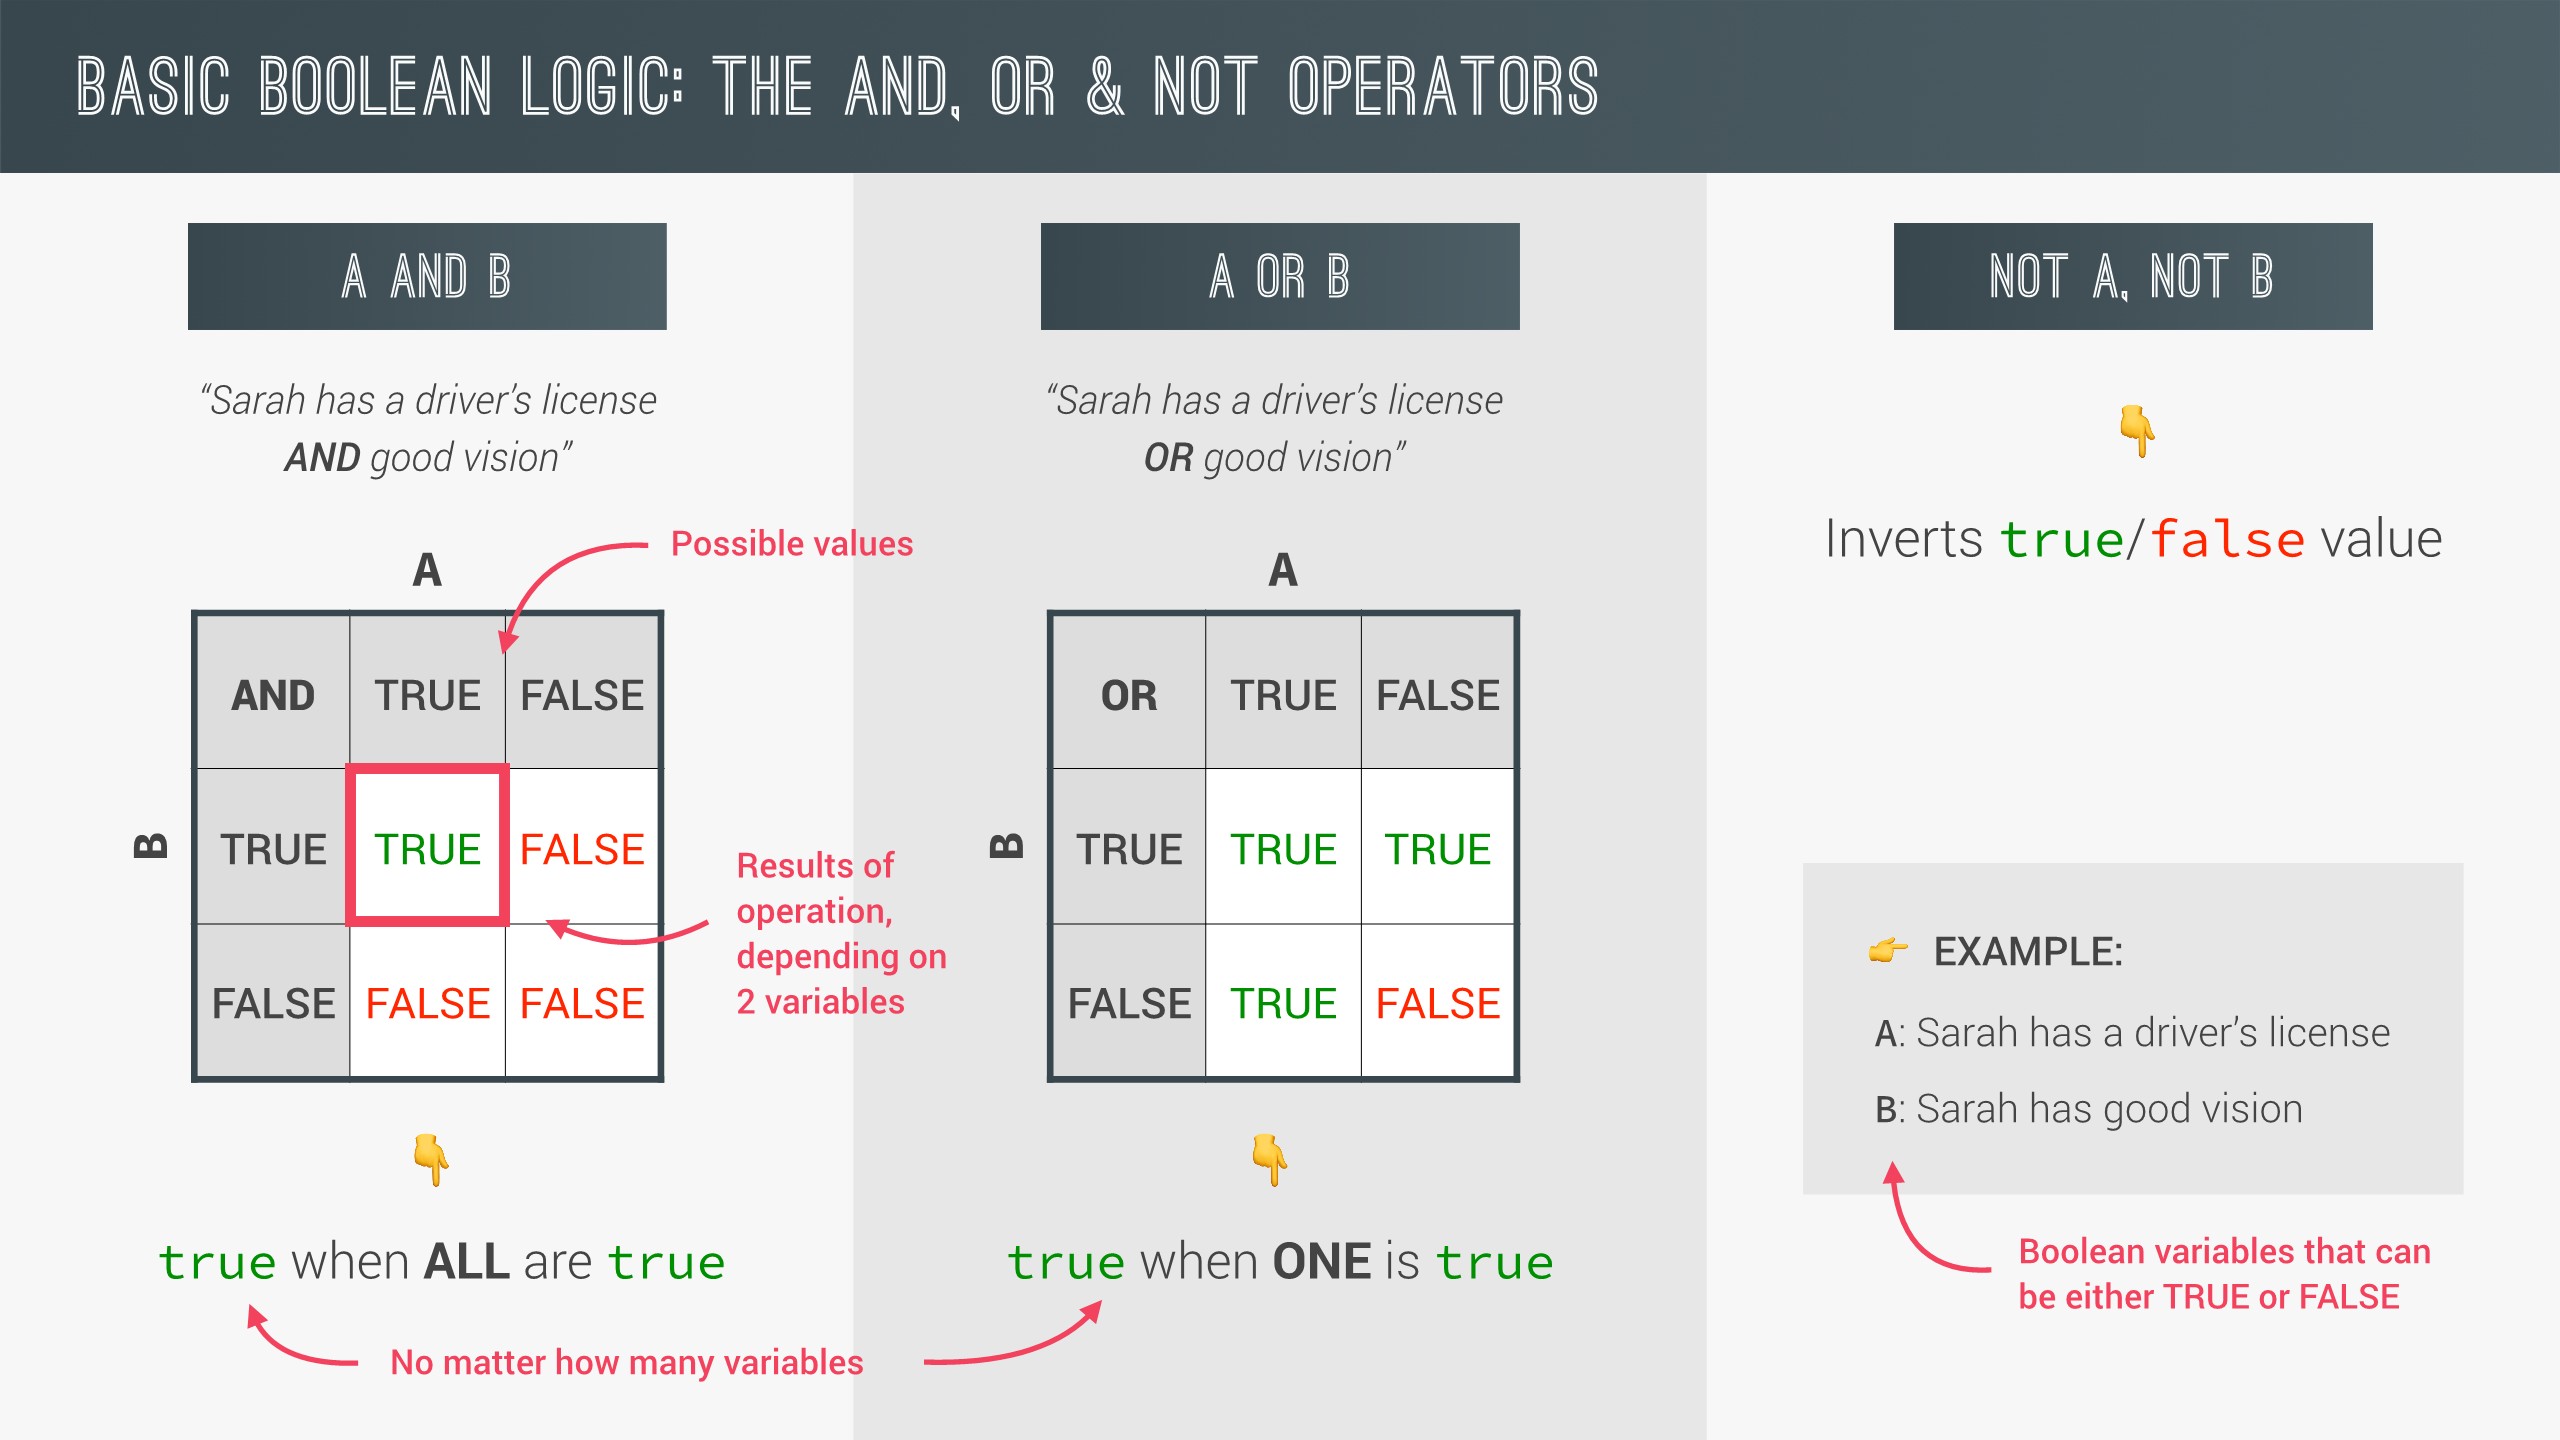 BASIC BOOLEAN LOGIC: THE AND, OR & NOT OPERATORS
A AND B
“Sarah has a driver’s license
AND good vision”
Possible values
A
B
AND TRUE FALSE
TRUE TRUE FALSE
FALSE FALSE FALSE
Results of
operation,
depending on
2 variables
true when ALL are true
No matter how many variables
A OR B
“Sarah has a driver’s license
OR good vision”
A
B
OR TRUE FALSE
TRUE TRUE TRUE
FALSE TRUE FALSE
true when ONE is true
NOT A, NOT B
Inverts true/false value
EXAMPLE:
A: Sarah has a driver’s license
B: Sarah has good vision
Boolean variables that can
be either TRUE or FALSE